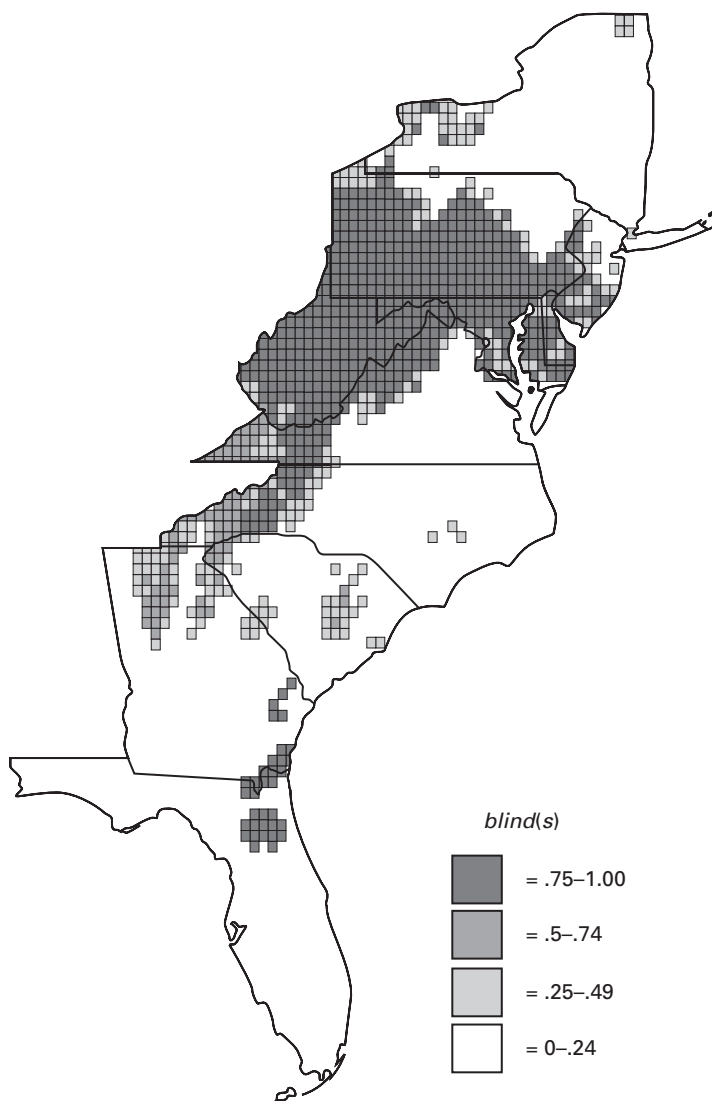 blind(s)
= .75–1.00
= .5–.74
= .25–.49
= 0–.24